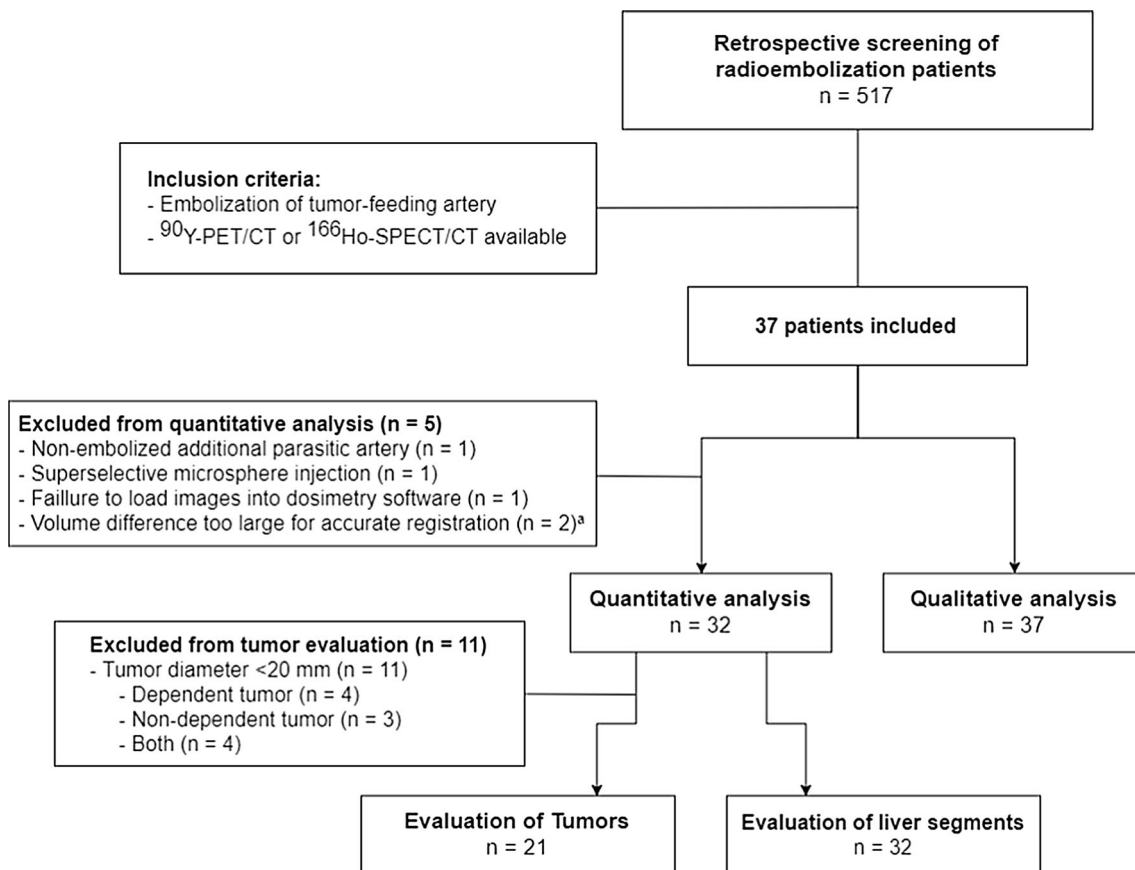 Retrospective screening of
radioembolization patients
n = 517
Inclusion criteria:
- Embolization of tumor-feeding artery
- ⁹⁰Y-PET/CT or ¹⁶⁶Ho-SPECT/CT available
37 patients included
Excluded from quantitative analysis (n = 5)
- Non-embolized additional parasitic artery (n = 1)
- Superselective microsphere injection (n = 1)
- Faillure to load images into dosimetry software (n = 1)
- Volume difference too large for accurate registration (n = 2)ᵃ
Quantitative analysis
n = 32
Qualitative analysis
n = 37
Excluded from tumor evaluation (n = 11)
- Tumor diameter <20 mm (n = 11)
- Dependent tumor (n = 4)
- Non-dependent tumor (n = 3)
- Both (n = 4)
Evaluation of Tumors
n = 21
Evaluation of liver segments
n = 32